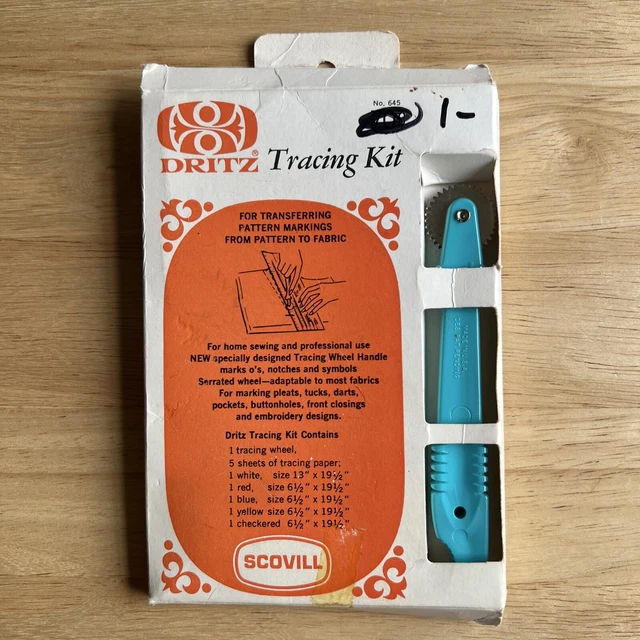 No. 645
1-
DRITZ® Tracing Kit
FOR TRANSFERRING
PATTERN MARKINGS
FROM PATTERN TO FABRIC
For home sewing and professional use
NEW specially designed Tracing Wheel Handle
marks o's, notches and symbols
Serrated wheel—adaptable to most fabrics
For marking pleats, tucks, darts,
pockets, buttonholes, front closings
and embroidery designs.
Dritz Tracing Kit Contains
1 tracing wheel,
5 sheets of tracing paper;
1 white, size 13" x 19½"
1 red, size 6½" x 19½"
1 blue, size 6½" x 19½"
1 yellow size 6½" x 19½"
1 checkered 6½" x 19½"
SCOVILL